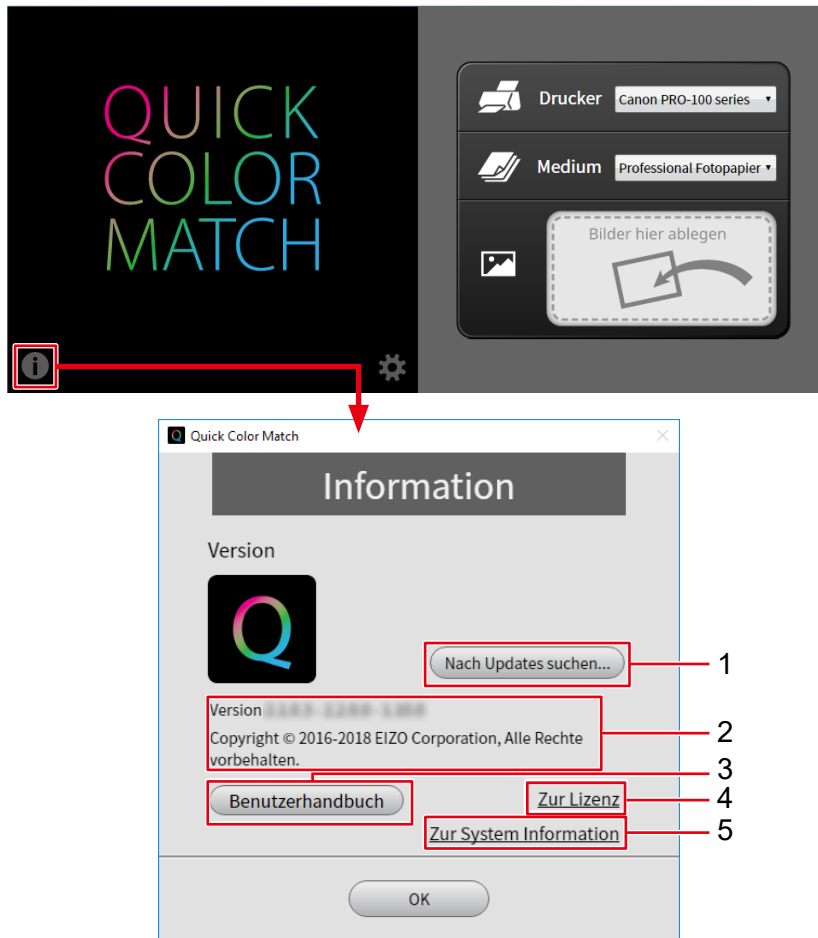 QUICK
COLOR
MATCH
Drucker Canon PRO-100 series
Medium Professional Fotopapier
Bilder hier ablegen
Quick Color Match
Information
Version
Q
Nach Updates suchen...
1
Version
Copyright © 2016-2018 EIZO Corporation, Alle Rechte
vorbehalten.
2
3
Benutzerhandbuch
Zur Lizenz
4
Zur System Information
5
OK